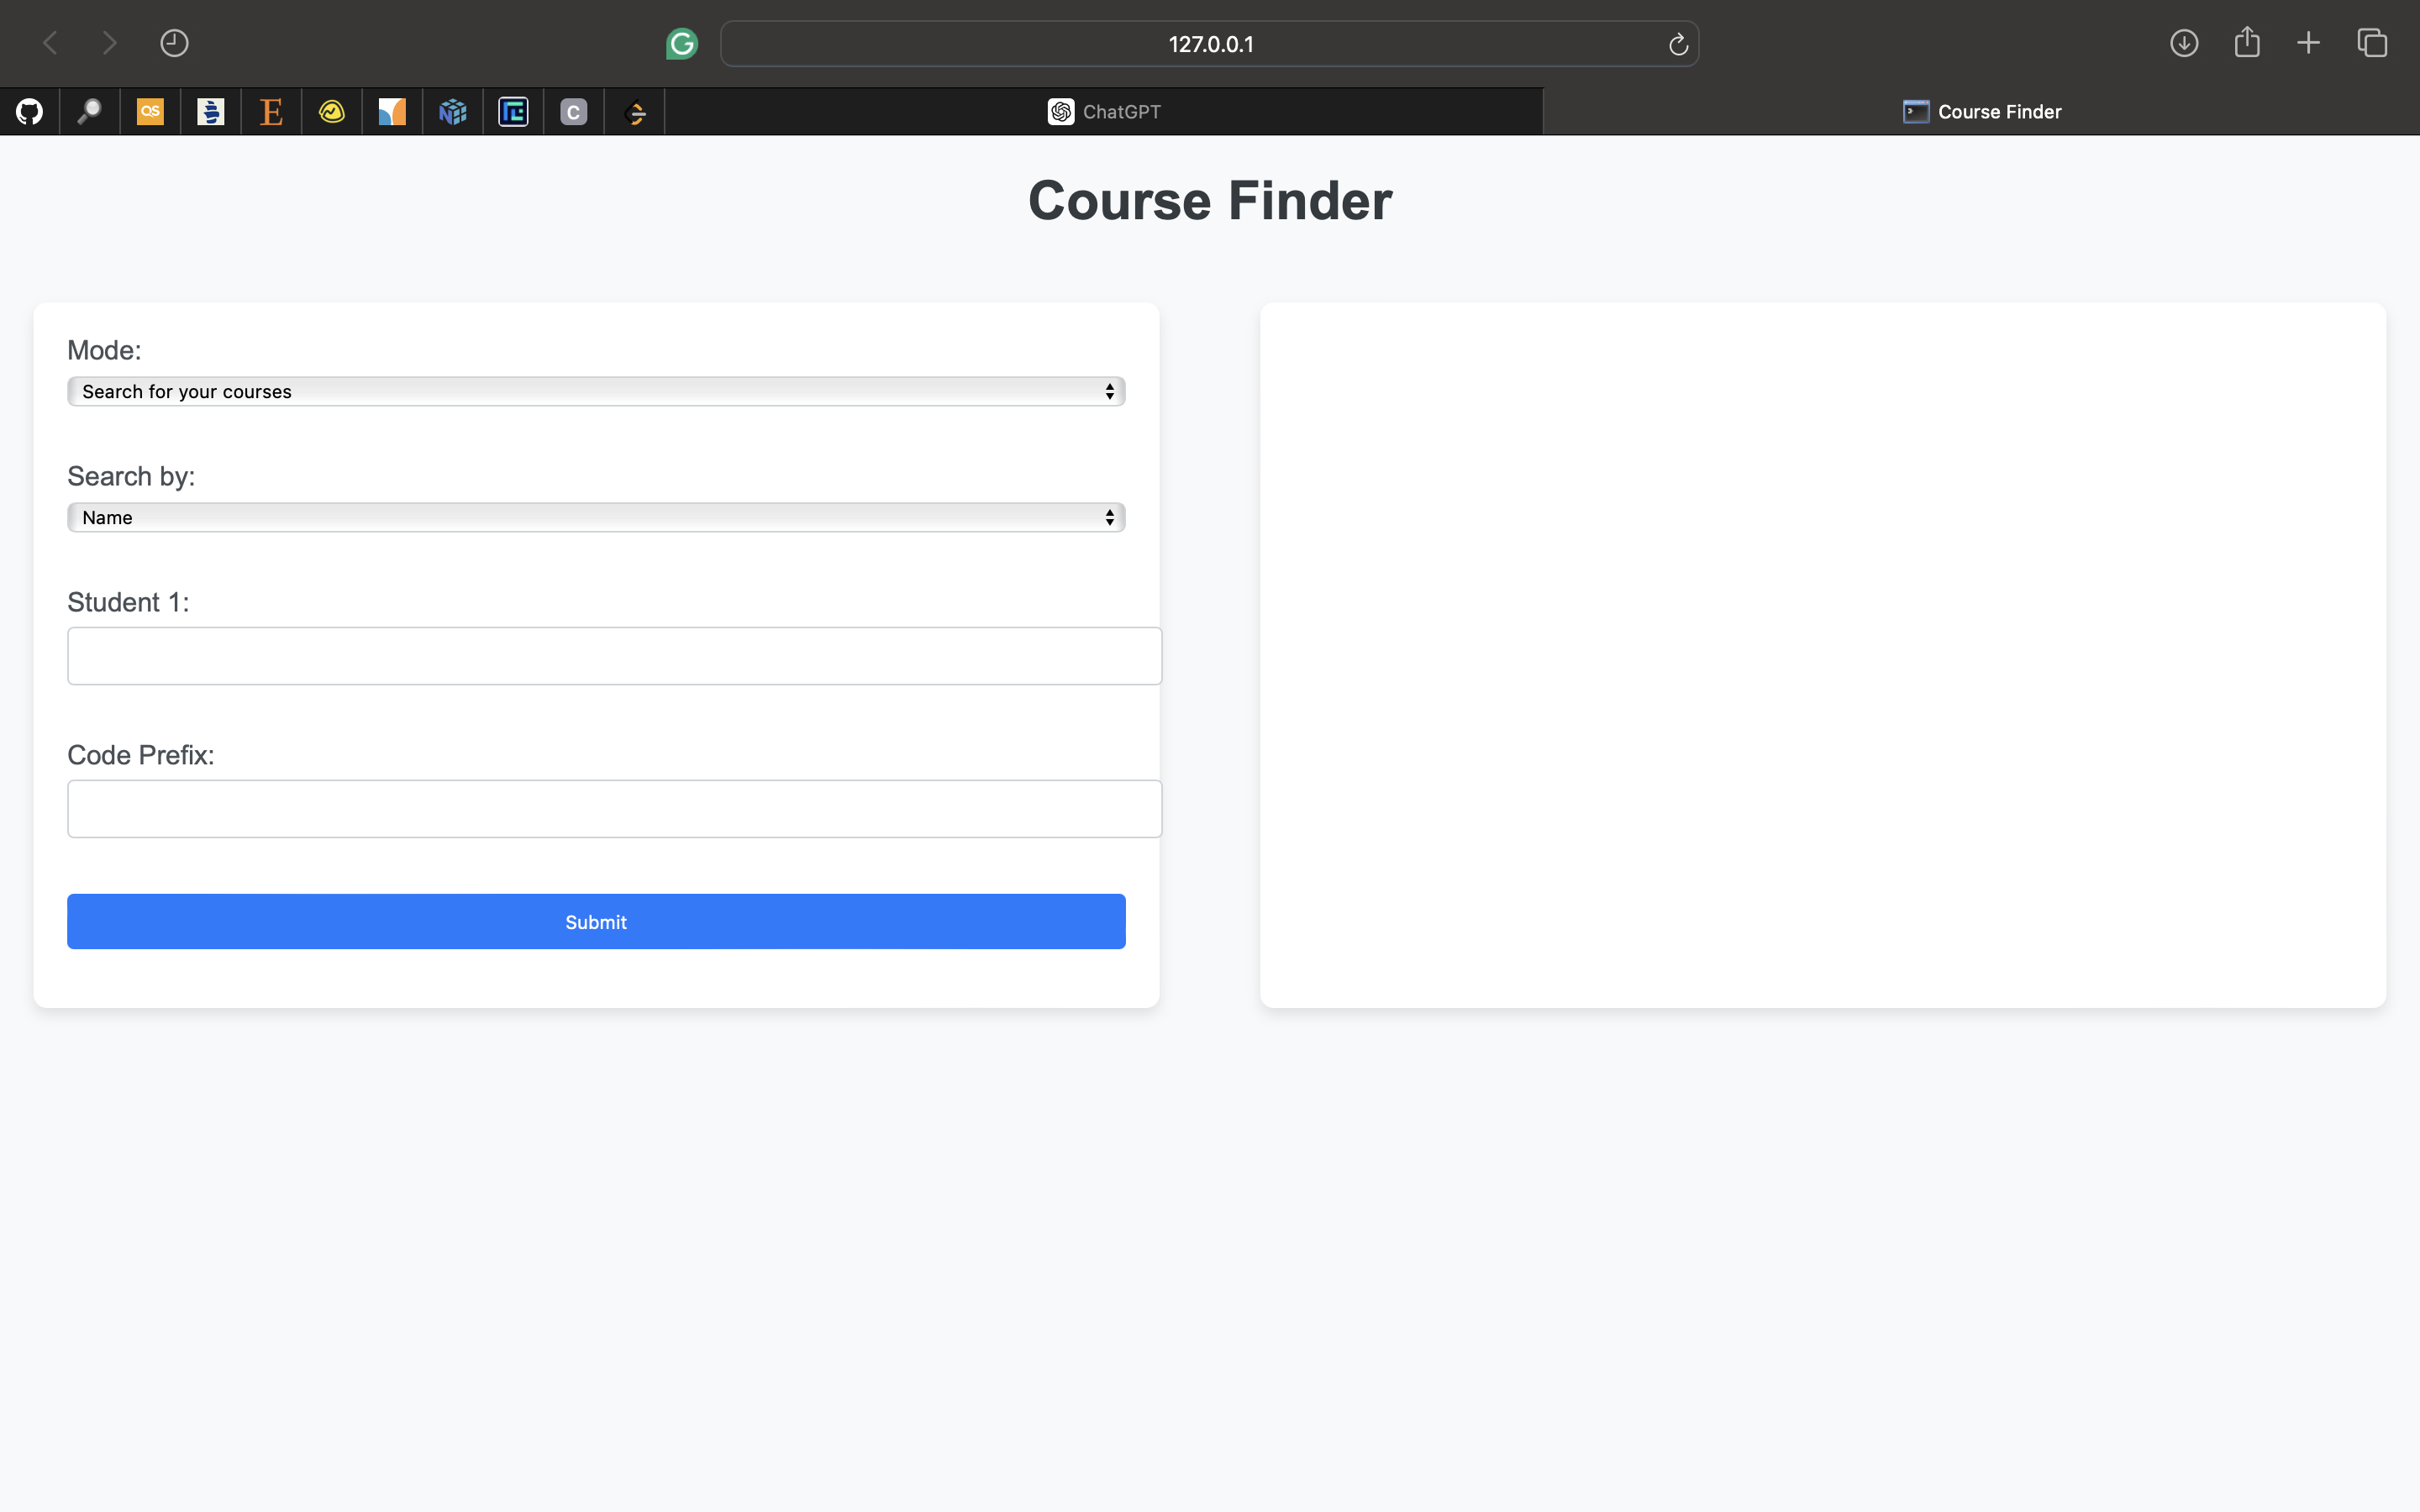 127.0.0.1
QS
E
C
ChatGPT
Course Finder
Course Finder
Mode:
Search for your courses
Search by:
Name
Student 1:
Code Prefix:
Submit